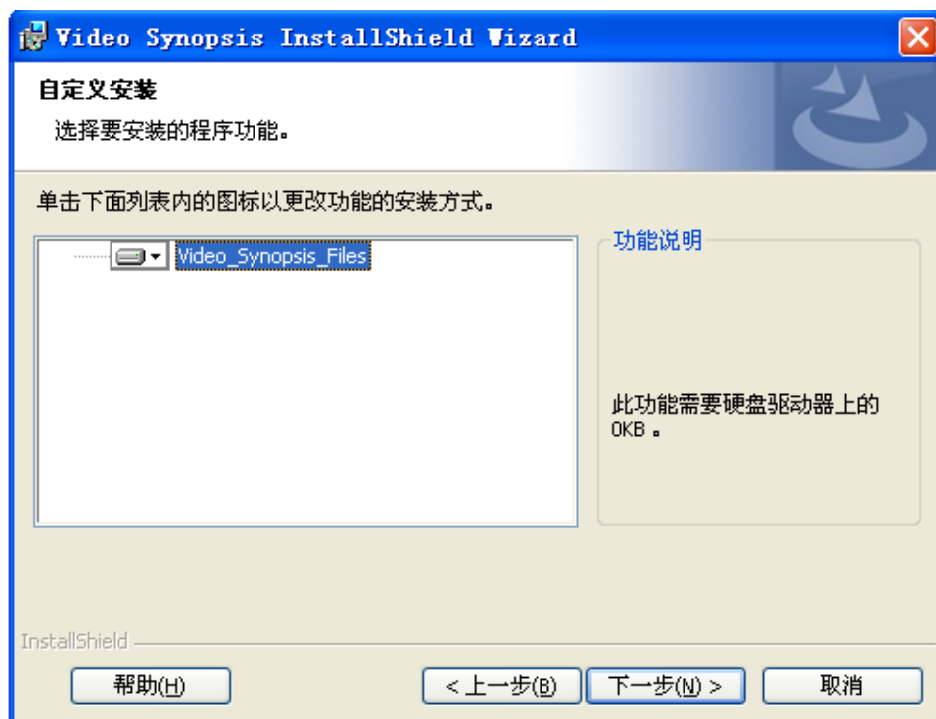 Video Synopsis InstallShield Wizard
自定义安装
选择要安装的程序功能。
单击下面列表内的图标以更改功能的安装方式。
Video_Synopsis_Files
功能说明
此功能需要硬盘驱动器上的
0KB。
InstallShield
帮助(H)
< 上一步(B)
下一步(N) >
取消